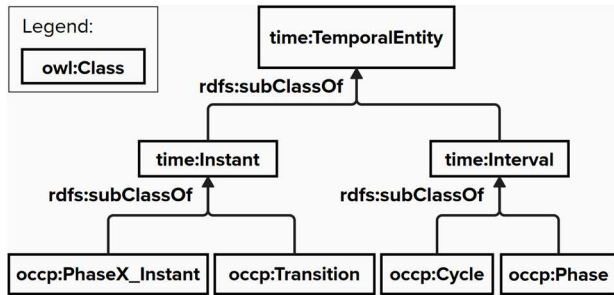 Legend:
owl:Class
time:TemporalEntity
rdfs:subClassOf
time:Instant
time:Interval
rdfs:subClassOf
rdfs:subClassOf
occp:PhaseX_Instant
occp:Transition
occp:Cycle
occp:Phase